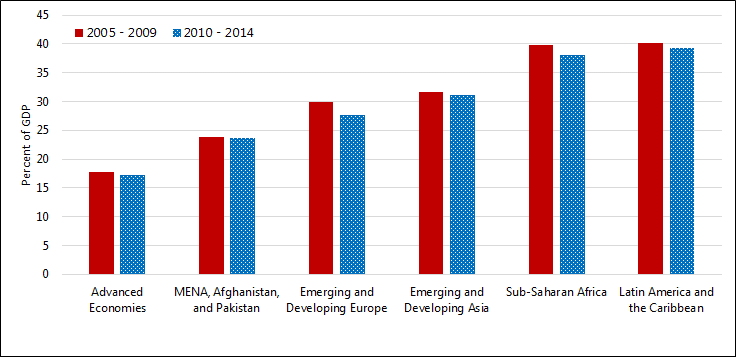 45
40
35
30
25
20
15
10
5
0
Percent of GDP
2005 - 2009
2010 - 2014
Advanced
Economies
MENA, Afghanistan,
and Pakistan
Emerging and
Developing Europe
Emerging and
Developing Asia
Sub-Saharan Africa
Latin America and
the Caribbean